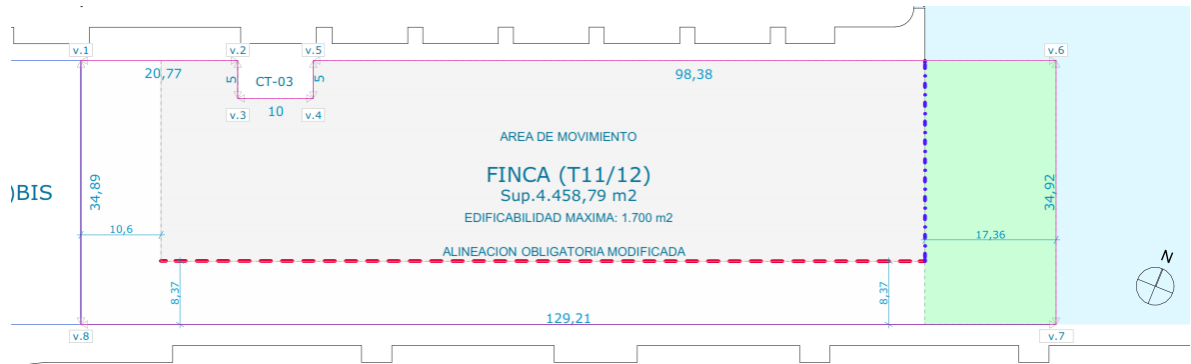 v.1
v.2
v.5
v.6
20,77
5
CT-03
5
98,38
10
v.3
v.4
AREA DE MOVIMIENTO
FINCA (T11/12)
Sup.4.458,79 m2
EDIFICABILIDAD MAXIMA: 1.700 m2
)BIS
34,89
34,92
10,6
17,36
ALINEACION OBLIGATORIA MODIFICADA
N
8,37
8,37
129,21
v.8
v.7